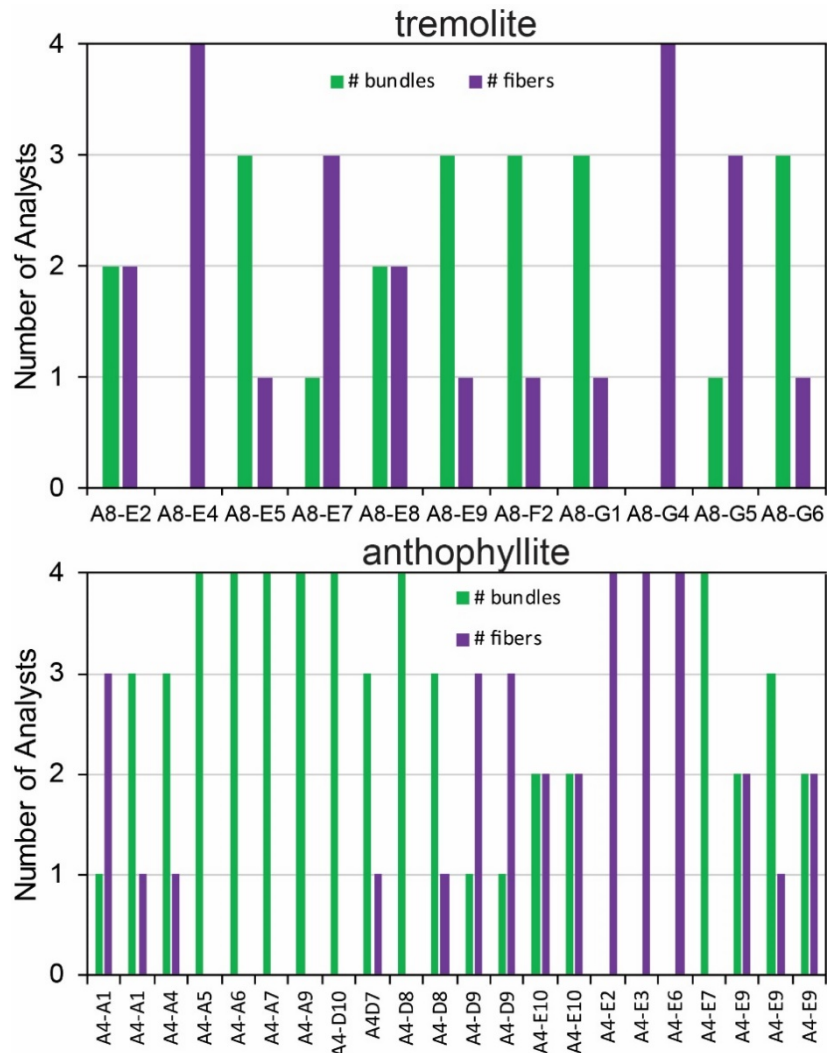 tremolite
4
# bundles # fibers
3
2
1
0
Number of Analysts
A8-E2 A8-E4 A8-E5 A8-E7 A8-E8 A8-E9 A8-F2 A8-G1 A8-G4 A8-G5 A8-G6
anthophyllite
4
# bundles
# fibers
3
2
1
0
Number of Analysts
A4-A1 A4-A1 A4-A4 A4-A5 A4-A6 A4-A7 A4-A9 A4-D10 A4D7 A4-D8 A4-D8 A4-D9 A4-D9 A4-E10 A4-E10 A4-E2 A4-E3 A4-E6 A4-E7 A4-E9 A4-E9 A4-E9